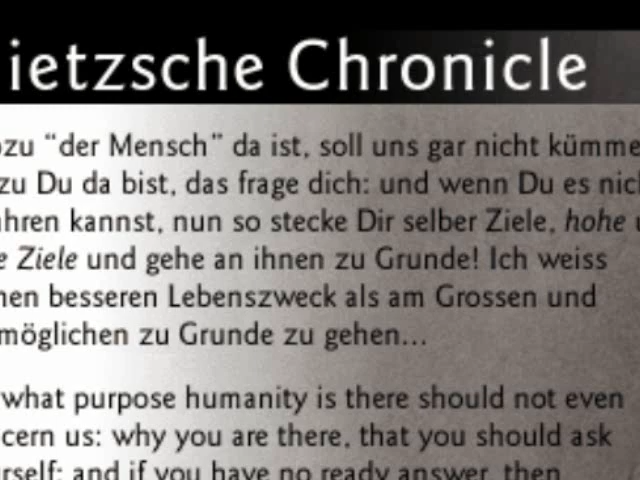 ietzsche Chronicle
ozu “der Mensch” da ist, soll uns gar nicht kümme
zu Du da bist, das frage dich: und wenn Du es nic
ahren kannst, nun so stecke Dir selber Ziele, hohe
e Ziele und gehe an ihnen zu Grunde! Ich weiss
nen besseren Lebenszweck als am Grossen und
möglichen zu Grunde zu gehen...
what purpose humanity is there should not even
cern us: why you are there, that you should ask
urself: and if you have no ready answer, then